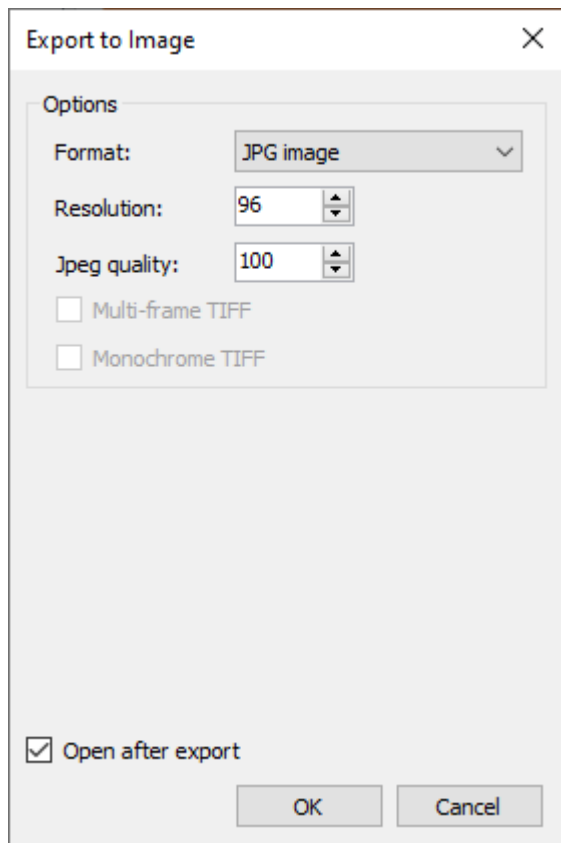 Export to Image
Options
Format: JPG image
Resolution: 96
Jpeg quality: 100
Multi-frame TIFF
Monochrome TIFF
Open after export
OK Cancel